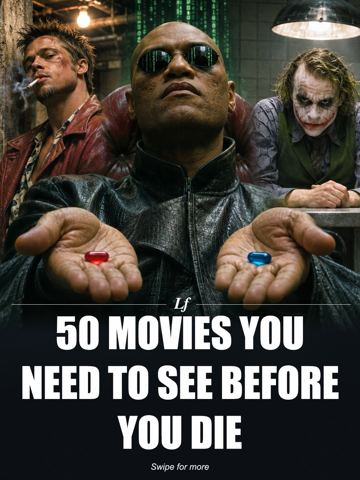 Lf
50 MOVIES YOU
NEED TO SEE BEFORE
YOU DIE
Swipe for more